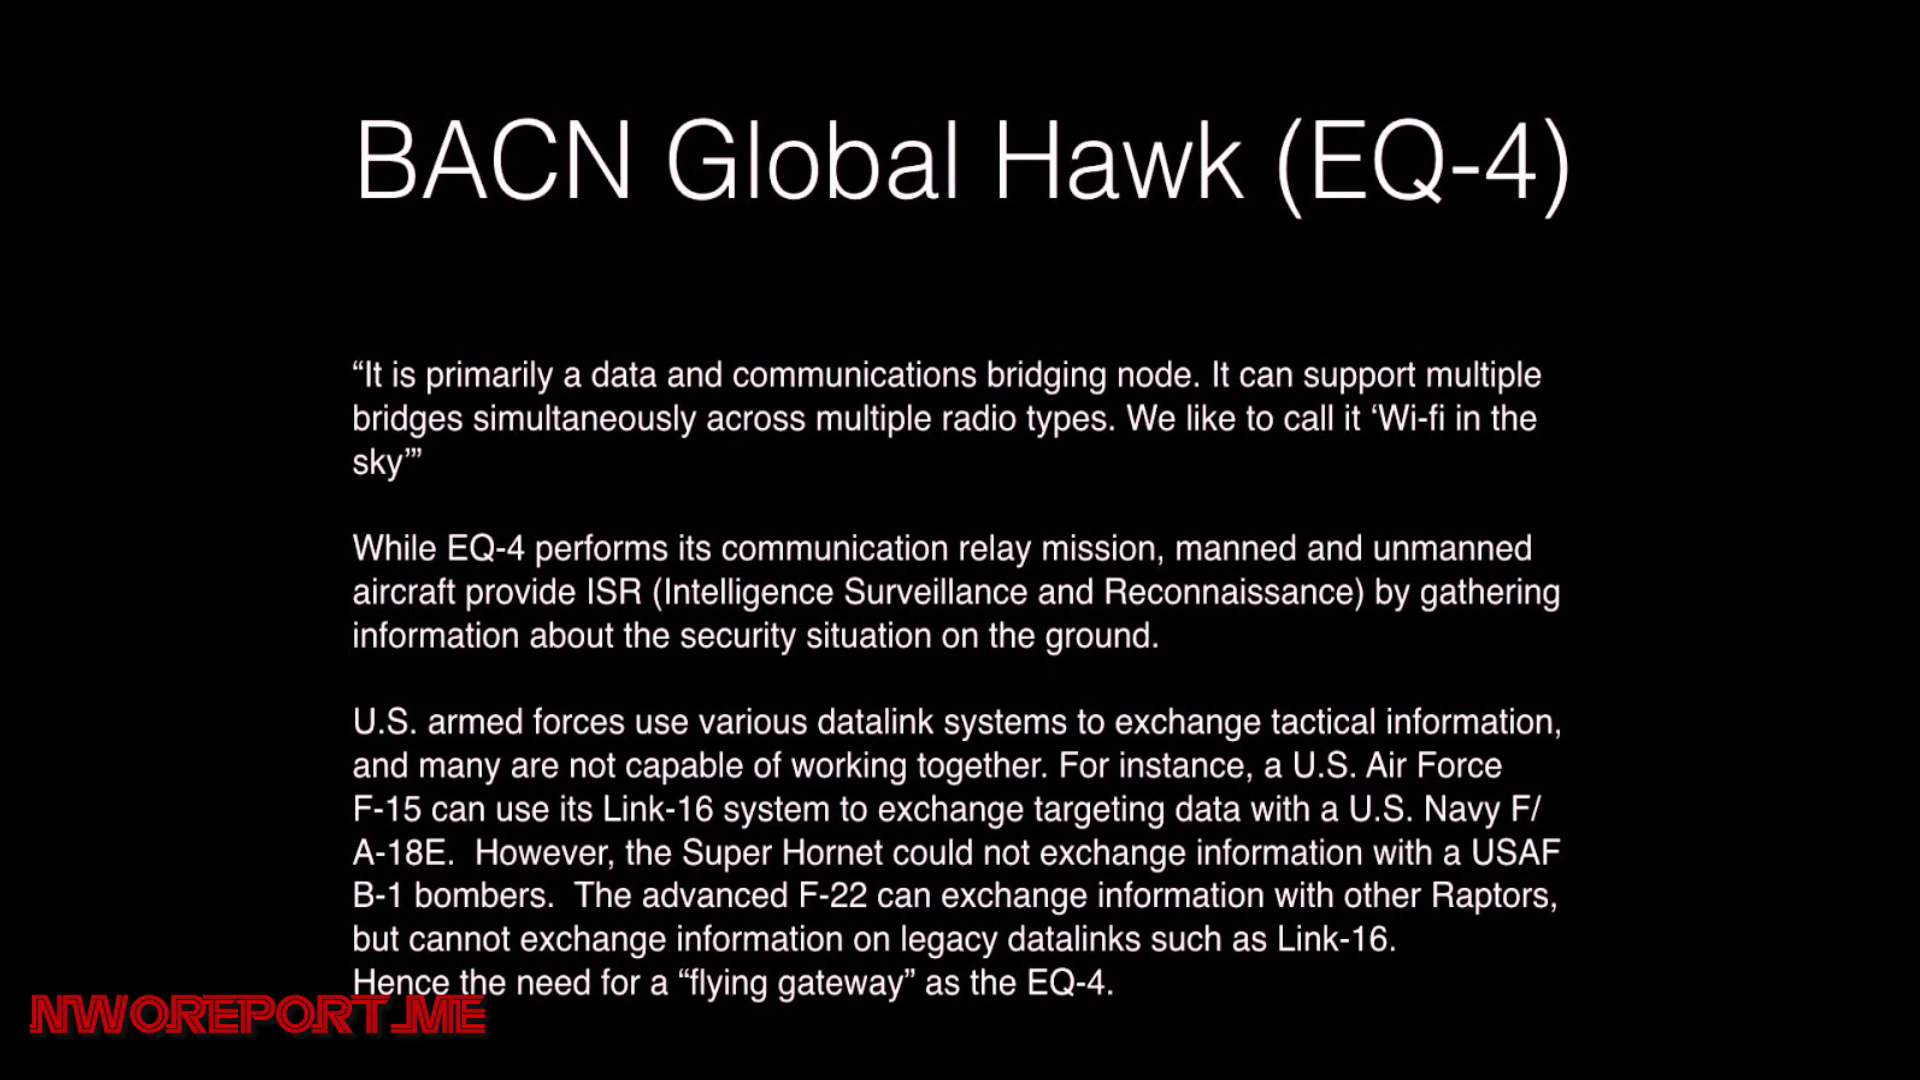 BACN Global Hawk (EQ-4)
“It is primarily a data and communications bridging node. It can support multiple
bridges simultaneously across multiple radio types. We like to call it ‘Wi-fi in the
sky’”
While EQ-4 performs its communication relay mission, manned and unmanned
aircraft provide ISR (Intelligence Surveillance and Reconnaissance) by gathering
information about the security situation on the ground.
U.S. armed forces use various datalink systems to exchange tactical information,
and many are not capable of working together. For instance, a U.S. Air Force
F-15 can use its Link-16 system to exchange targeting data with a U.S. Navy F/
A-18E.  However, the Super Hornet could not exchange information with a USAF
B-1 bombers.  The advanced F-22 can exchange information with other Raptors,
but cannot exchange information on legacy datalinks such as Link-16.
Hence the need for a “flying gateway” as the EQ-4.
NWOREPORT.ME